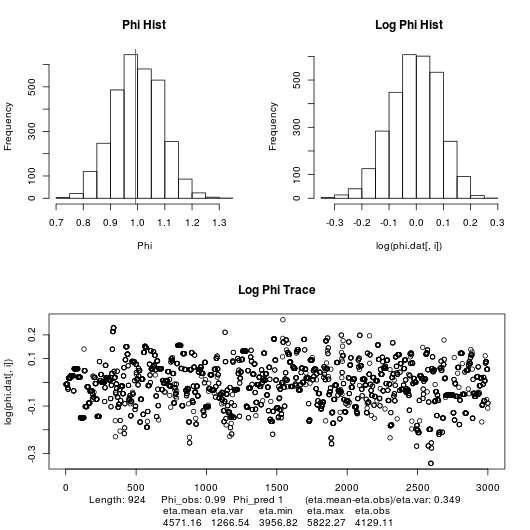 Phi Hist
Log Phi Hist
Frequency
0 100 300 500
0.7 0.8 0.9 1.0 1.1 1.2 1.3
Phi
Frequency
0 100 300 500
-0.3 -0.2 -0.1 0.0 0.1 0.2 0.3
log(phi.dat[, i])
Log Phi Trace
log(phi.dat[, i])
-0.3 -0.1 0.1 0.2
0 500 1000 1500 2000 2500 3000
Length: 924 Phi_obs: 0.99 Phi_pred 1 (eta.mean-eta.obs)/eta.var: 0.349
eta.mean eta.var eta.min eta.max eta.obs
4571.16 1266.54 3956.82 5822.27 4129.11